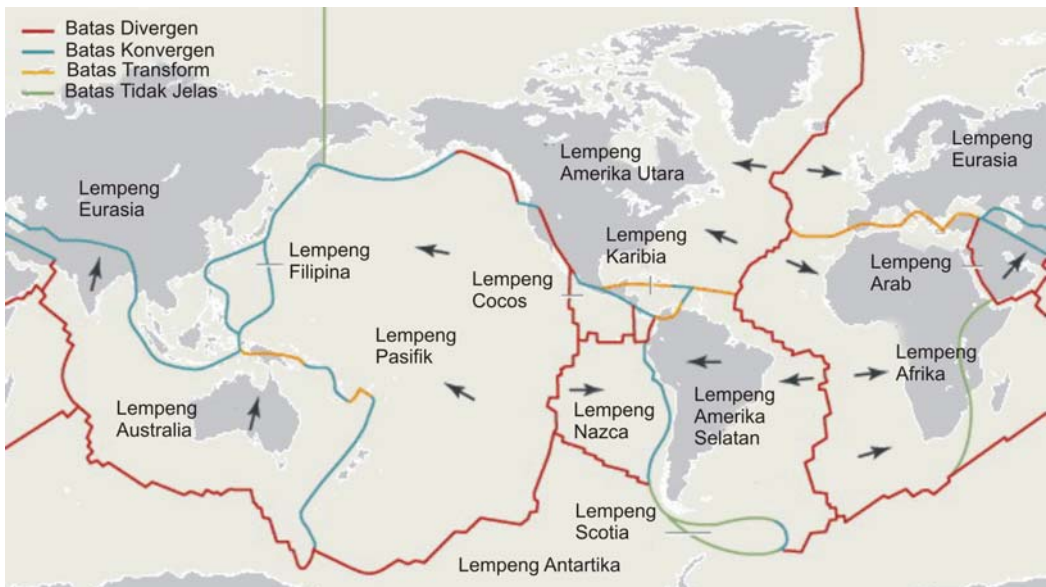 Batas Divergen
Batas Konvergen
Batas Transform
Batas Tidak Jelas
Lempeng
Eurasia
Lempeng
Filipina
Lempeng
Pasifik
Lempeng
Australia
Lempeng
Amerika Utara
Lempeng
Karibia
Lempeng
Cocos
Lempeng
Nazca
Lempeng
Amerika
Selatan
Lempeng
Scotia
Lempeng Antartika
Lempeng
Eurasia
Lempeng
Arab
Lempeng
Afrika